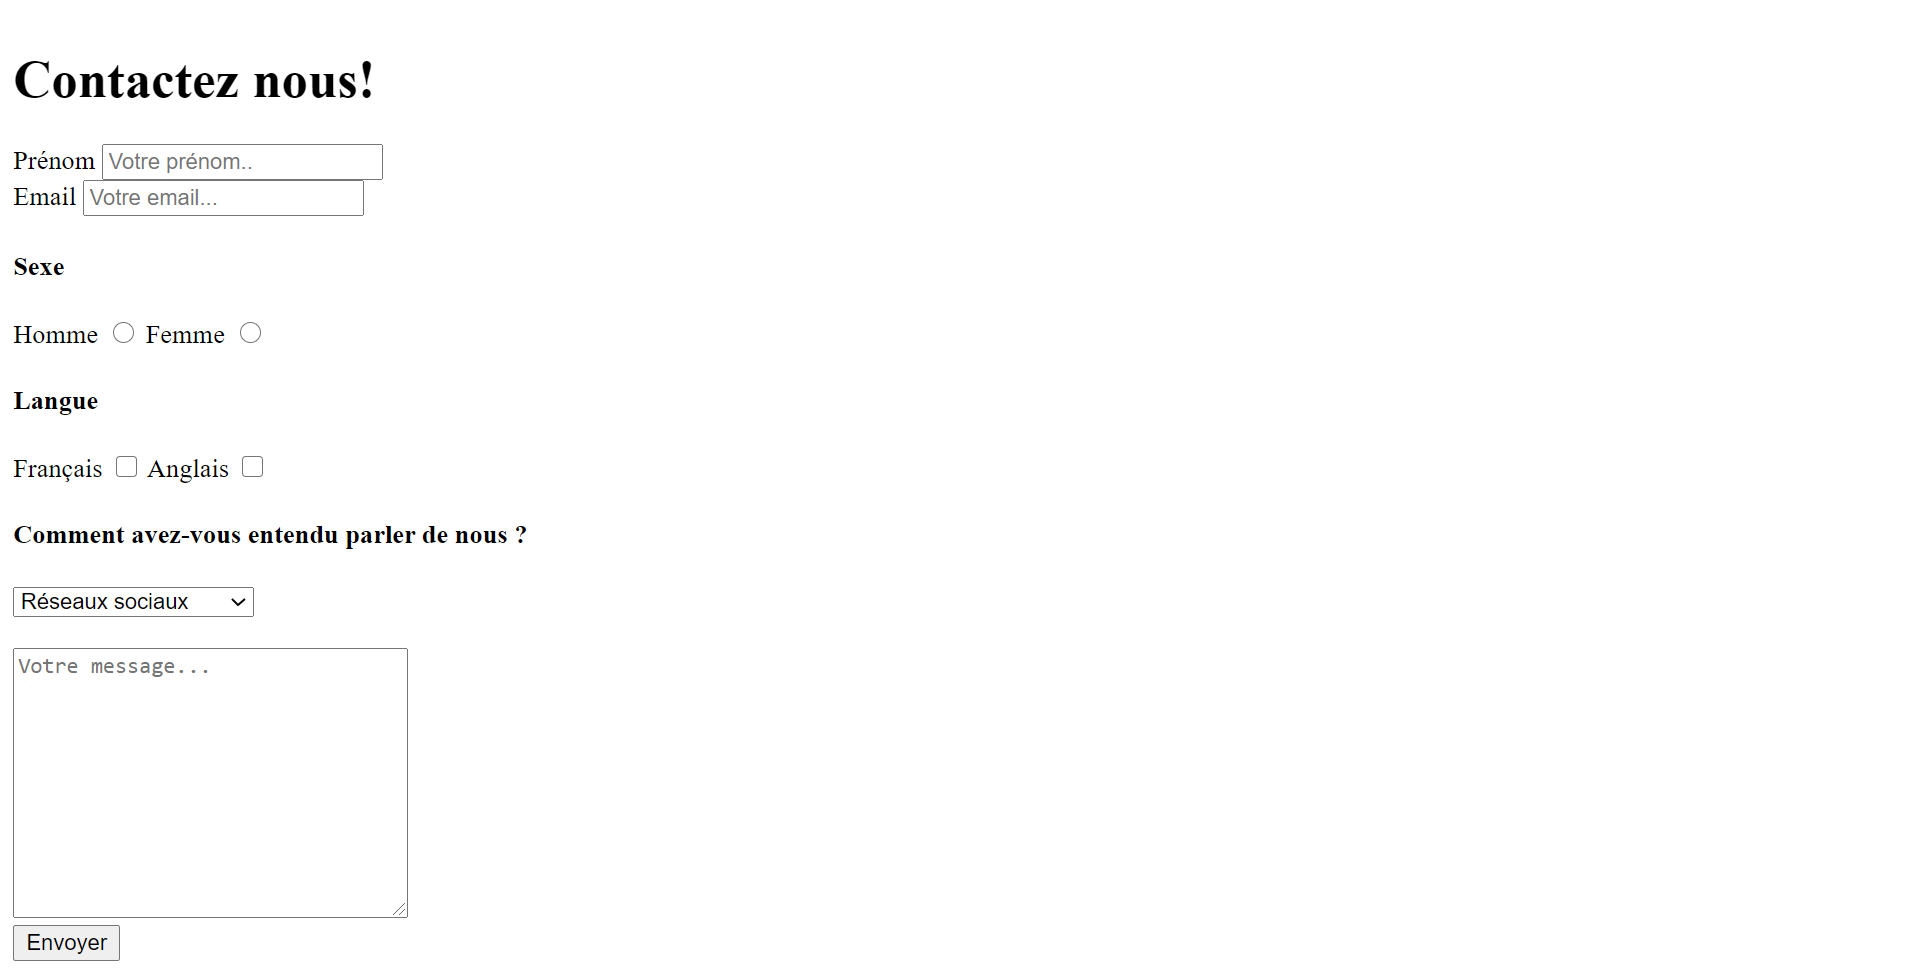 Contactez nous!
Prénom Votre prénom..
Email Votre email...
Sexe
Homme Femme
Langue
Français Anglais
Comment avez-vous entendu parler de nous ?
Réseaux sociaux
Votre message...
Envoyer